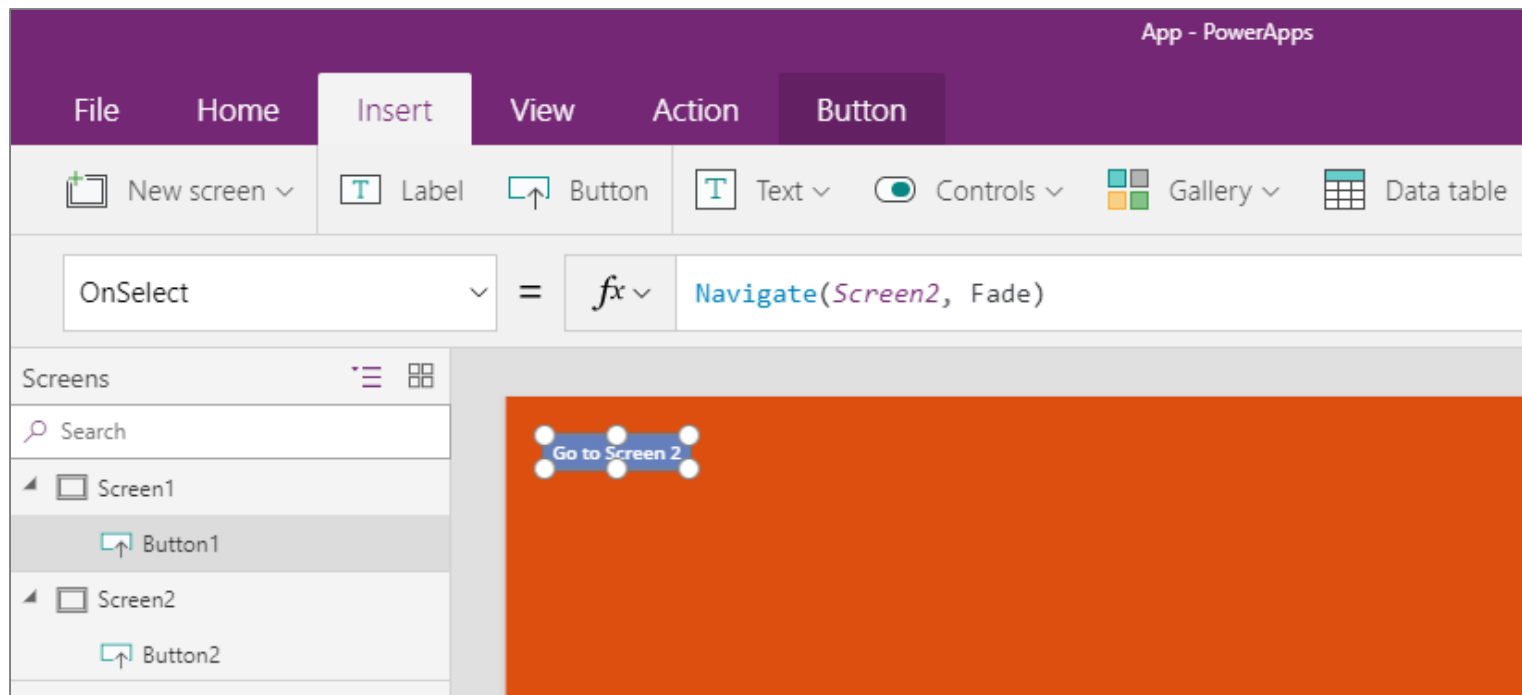 App - PowerApps
File Home Insert View Action Button
New screen T Label Button T Text Controls Gallery Data table
OnSelect = fx Navigate(Screen2, Fade)
Screens
Search
Go to Screen 2
Screen1
Button1
Screen2
Button2